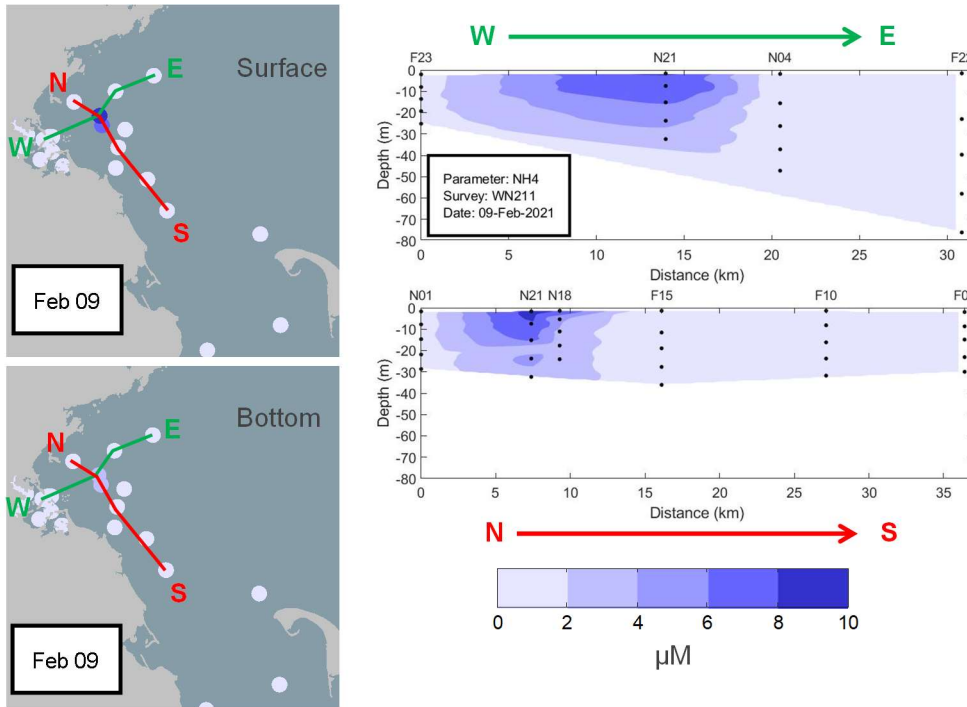 Surface
N
E
W
S
Feb 09
Bottom
N
E
W
S
Feb 09
W E
F23 N21 N04 F22
0
-10
-20
-30
-40
-50
-60
-70
-80
Depth (m)
Parameter: NH4
Survey: WN211
Date: 09-Feb-2021
0 5 10 15 20 25 30
Distance (km)
N01 N21 N18 F15 F10 F0
0
-10
-20
-30
-40
-50
-60
-70
-80
Depth (m)
0 5 10 15 20 25 30 35
Distance (km)
N S
0 2 4 6 8 10
µM